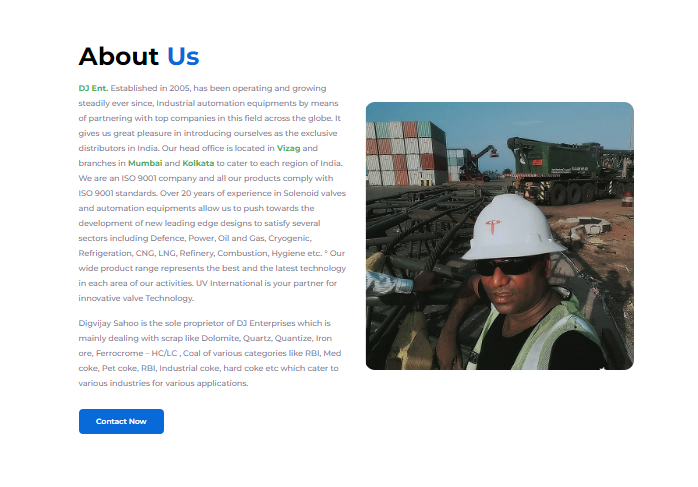 About Us
DJ Ent. Established in 2005, has been operating and growing
steadily ever since, Industrial automation equipments by means
of partnering with top companies in this field across the globe. It
gives us great pleasure in introducing ourselves as the exclusive
distributors in India. Our head office is located in Vizag and
branches in Mumbai and Kolkata to cater to each region of India.
We are an ISO 9001 company and all our products comply with
ISO 9001 standards. Over 20 years of experience in Solenoid valves
and automation equipments allow us to push towards the
development of new leading edge designs to satisfy several
sectors including Defence, Power, Oil and Gas, Cryogenic,
Refrigeration, CNG, LNG, Refinery, Combustion, Hygiene etc. ° Our
wide product range represents the best and the latest technology
in each area of our activities. UV International is your partner for
innovative valve Technology.
Digvijay Sahoo is the sole proprietor of DJ Enterprises which is
mainly dealing with scrap like Dolomite, Quartz, Quantize, Iron
ore, Ferrocrome – HC/LC , Coal of various categories like RBI, Med
coke, Pet coke, RBI, Industrial coke, hard coke etc which cater to
various industries for various applications.
Contact Now